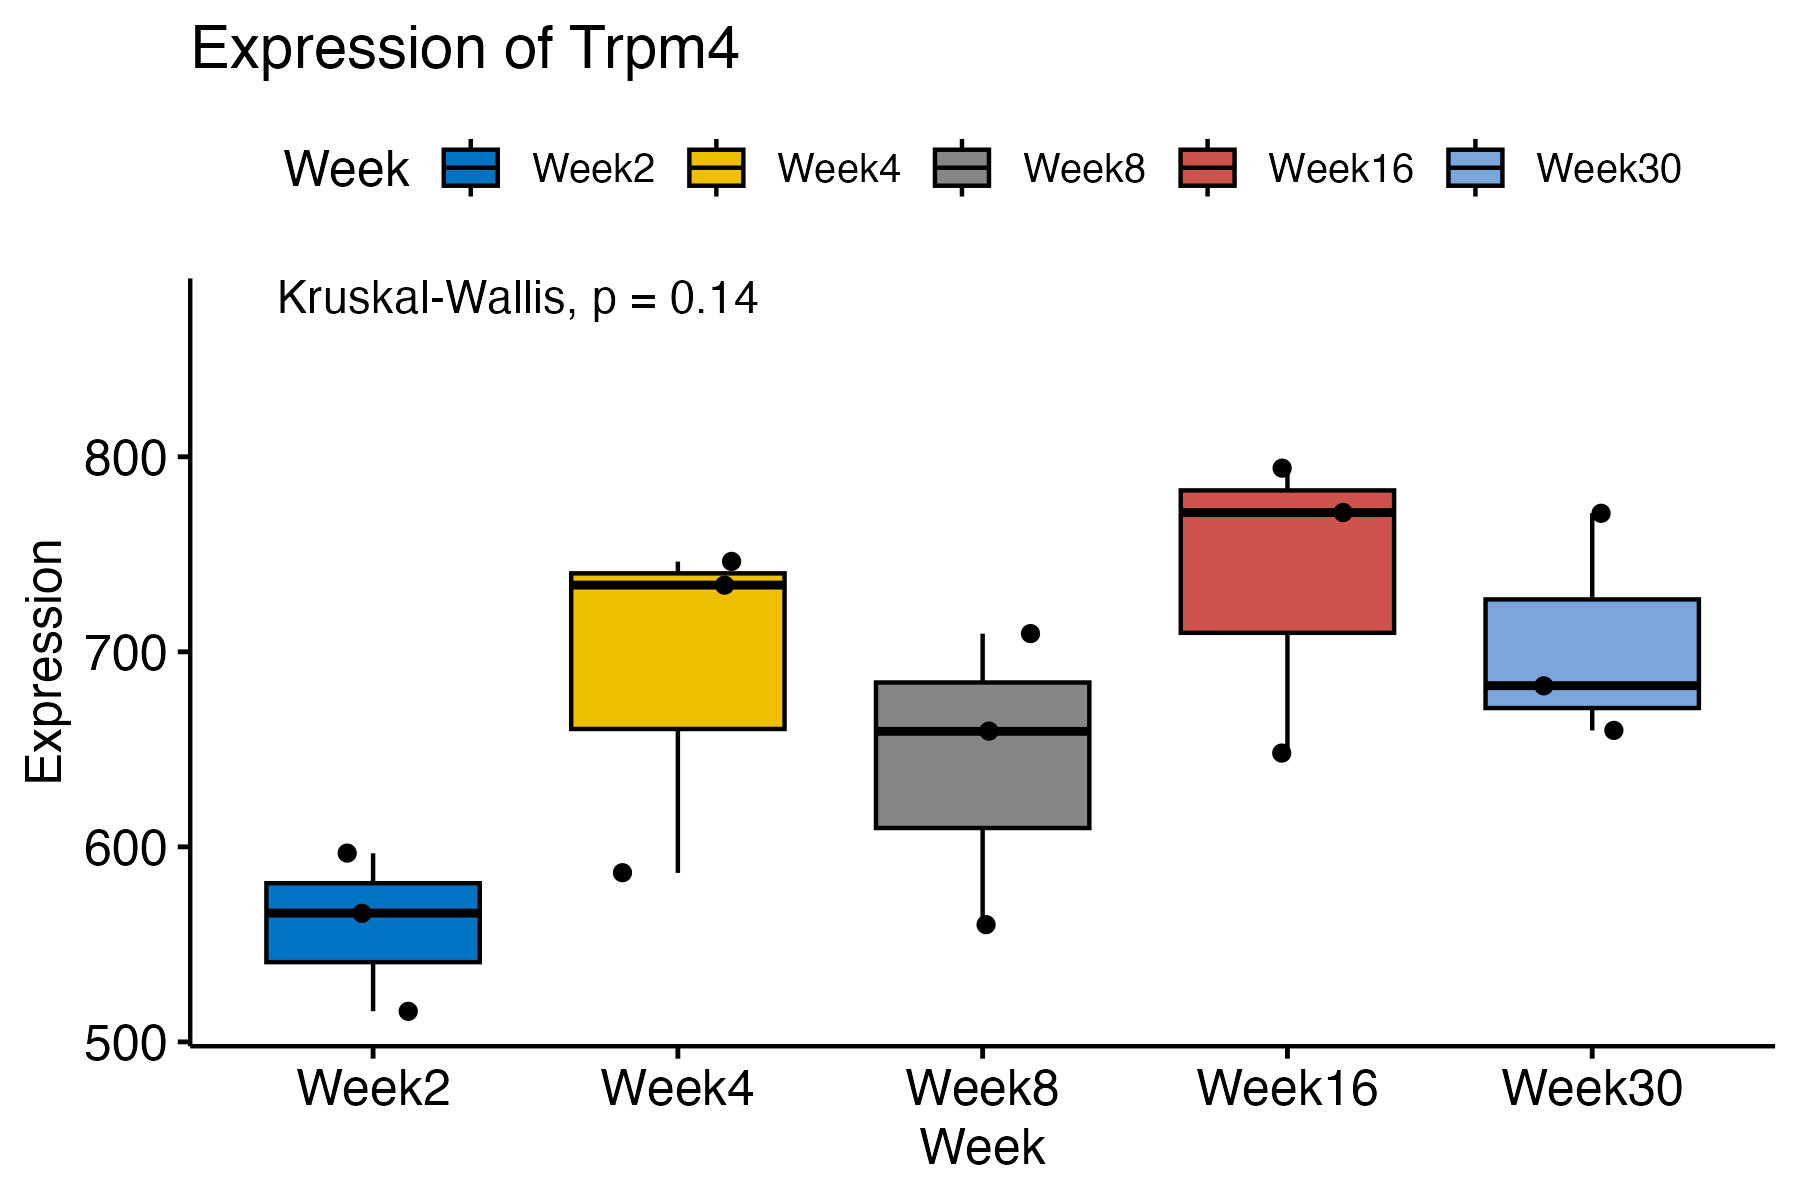 Expression of Trpm4
Week Week2 Week4 Week8 Week16 Week30
Kruskal-Wallis, p = 0.14
800
700
600
500
Expression
Week2 Week4 Week8 Week16 Week30
Week